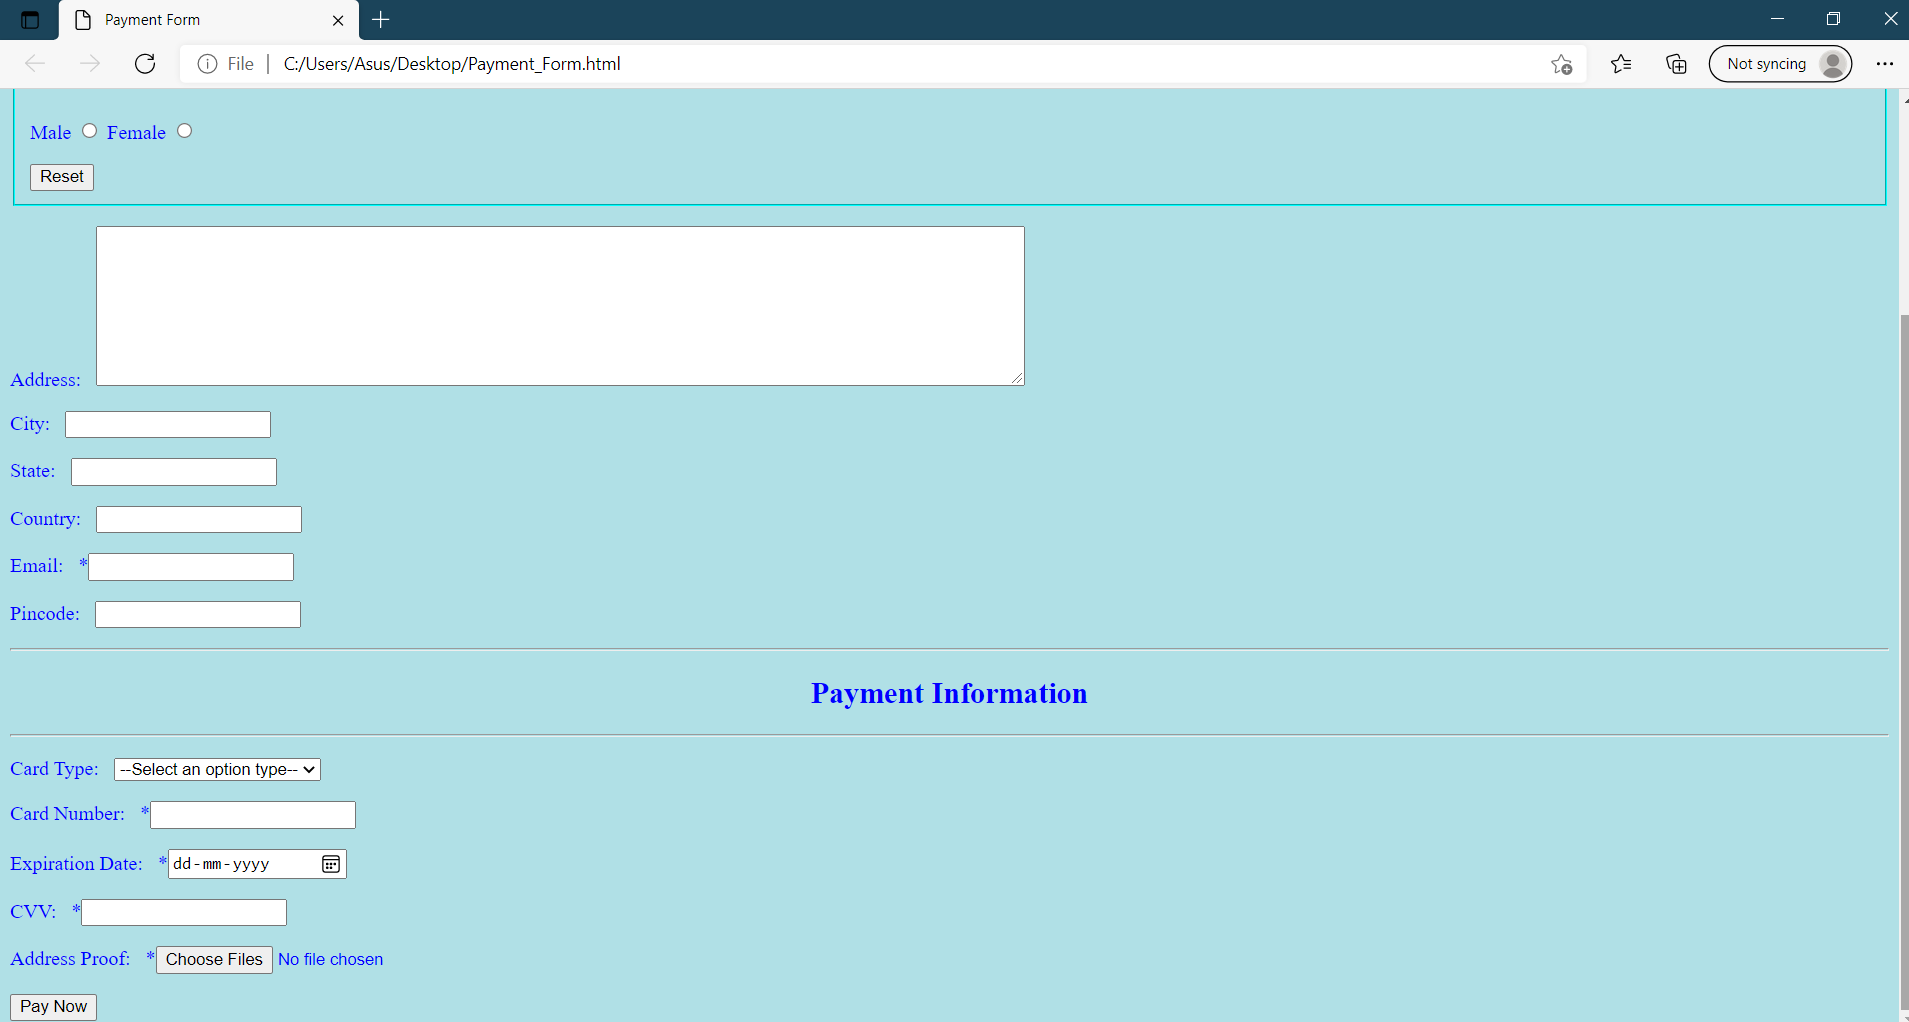 Payment Form
File C:/Users/Asus/Desktop/Payment_Form.html Not syncing
Male Female
Reset
Address:
City:
State:
Country:
Email: *
Pincode:
Payment Information
Card Type: --Select an option type--
Card Number: *
Expiration Date: * dd-mm-yyyy
CVV: *
Address Proof: * Choose Files No file chosen
Pay Now